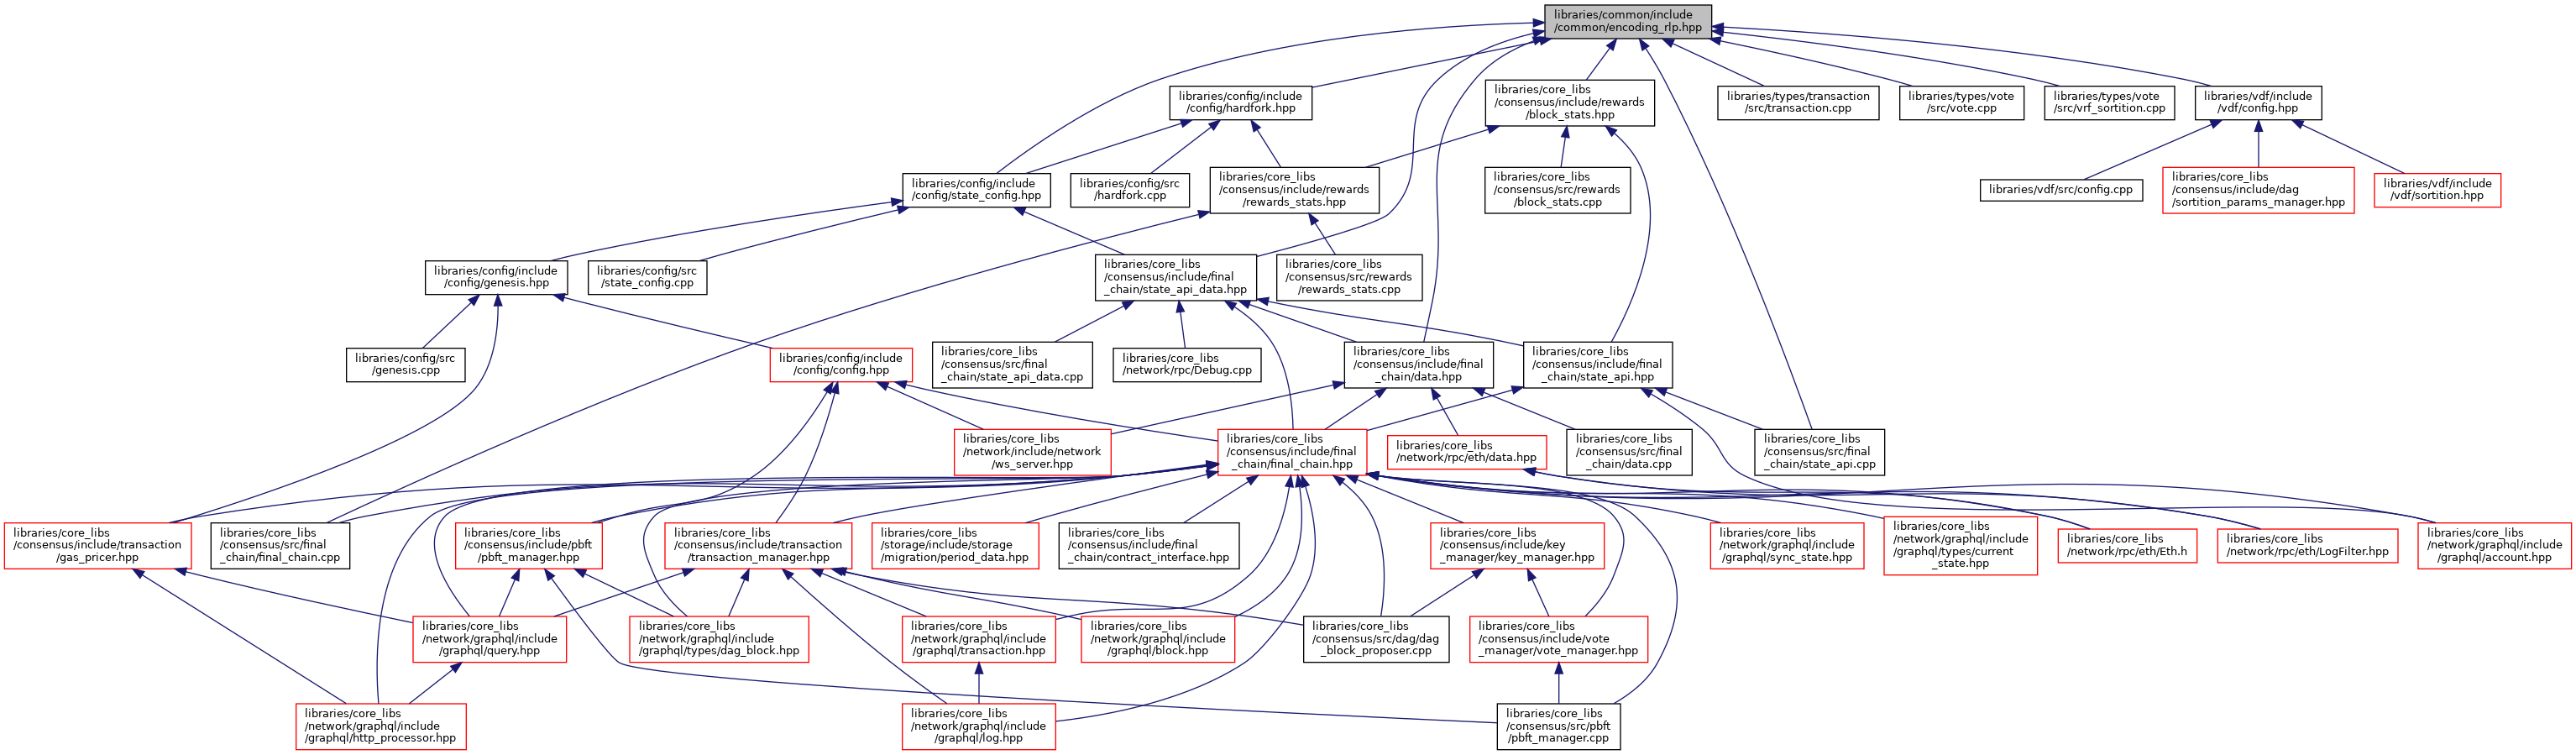 libraries/common/include
/common/encoding_rlp.hpp
libraries/config/include
/config/hardfork.hpp
libraries/core_libs
/consensus/include/rewards
/block_stats.hpp
libraries/types/transaction
/src/transaction.cpp
libraries/types/vote
/src/vote.cpp
libraries/types/vote
/src/vrf_sortition.cpp
libraries/vdf/include
/vdf/config.hpp
libraries/config/include
/config/state_config.hpp
libraries/config/src
/hardfork.cpp
libraries/core_libs
/consensus/include/rewards
/rewards_stats.hpp
libraries/core_libs
/consensus/src/rewards
/block_stats.cpp
libraries/vdf/src/config.cpp
libraries/core_libs
/consensus/include/dag
/sortition_params_manager.hpp
libraries/vdf/include
/vdf/sortition.hpp
libraries/config/include
/config/genesis.hpp
libraries/config/src
/state_config.cpp
libraries/core_libs
/consensus/include/final
_chain/state_api_data.hpp
libraries/core_libs
/consensus/src/rewards
/rewards_stats.cpp
libraries/config/src
/genesis.cpp
libraries/config/include
/config/config.hpp
libraries/core_libs
/consensus/src/final
_chain/state_api_data.cpp
libraries/core_libs
/network/rpc/Debug.cpp
libraries/core_libs
/consensus/include/final
_chain/data.hpp
libraries/core_libs
/consensus/include/final
_chain/state_api.hpp
libraries/core_libs
/network/include/network
/ws_server.hpp
libraries/core_libs
/consensus/include/final
_chain/final_chain.hpp
libraries/core_libs
/network/rpc/eth/data.hpp
libraries/core_libs
/consensus/src/final
_chain/data.cpp
libraries/core_libs
/consensus/src/final
_chain/state_api.cpp
libraries/core_libs
/consensus/include/transaction
/gas_pricer.hpp
libraries/core_libs
/consensus/src/final
_chain/final_chain.cpp
libraries/core_libs
/consensus/include/pbft
/pbft_manager.hpp
libraries/core_libs
/consensus/include/transaction
/transaction_manager.hpp
libraries/core_libs
/storage/include/storage
/migration/period_data.hpp
libraries/core_libs
/consensus/include/final
_chain/contract_interface.hpp
libraries/core_libs
/consensus/include/key
_manager/key_manager.hpp
libraries/core_libs
/network/graphql/include
/graphql/sync_state.hpp
libraries/core_libs
/network/graphql/include
/graphql/types/current
_state.hpp
libraries/core_libs
/network/rpc/eth/Eth.h
libraries/core_libs
/network/rpc/eth/LogFilter.hpp
libraries/core_libs
/network/graphql/include
/graphql/account.hpp
libraries/core_libs
/network/graphql/include
/graphql/query.hpp
libraries/core_libs
/network/graphql/include
/graphql/types/dag_block.hpp
libraries/core_libs
/network/graphql/include
/graphql/transaction.hpp
libraries/core_libs
/network/graphql/include
/graphql/block.hpp
libraries/core_libs
/consensus/src/dag/dag
_block_proposer.cpp
libraries/core_libs
/consensus/include/vote
_manager/vote_manager.hpp
libraries/core_libs
/network/graphql/include
/graphql/http_processor.hpp
libraries/core_libs
/network/graphql/include
/graphql/log.hpp
libraries/core_libs
/consensus/src/pbft
/pbft_manager.cpp